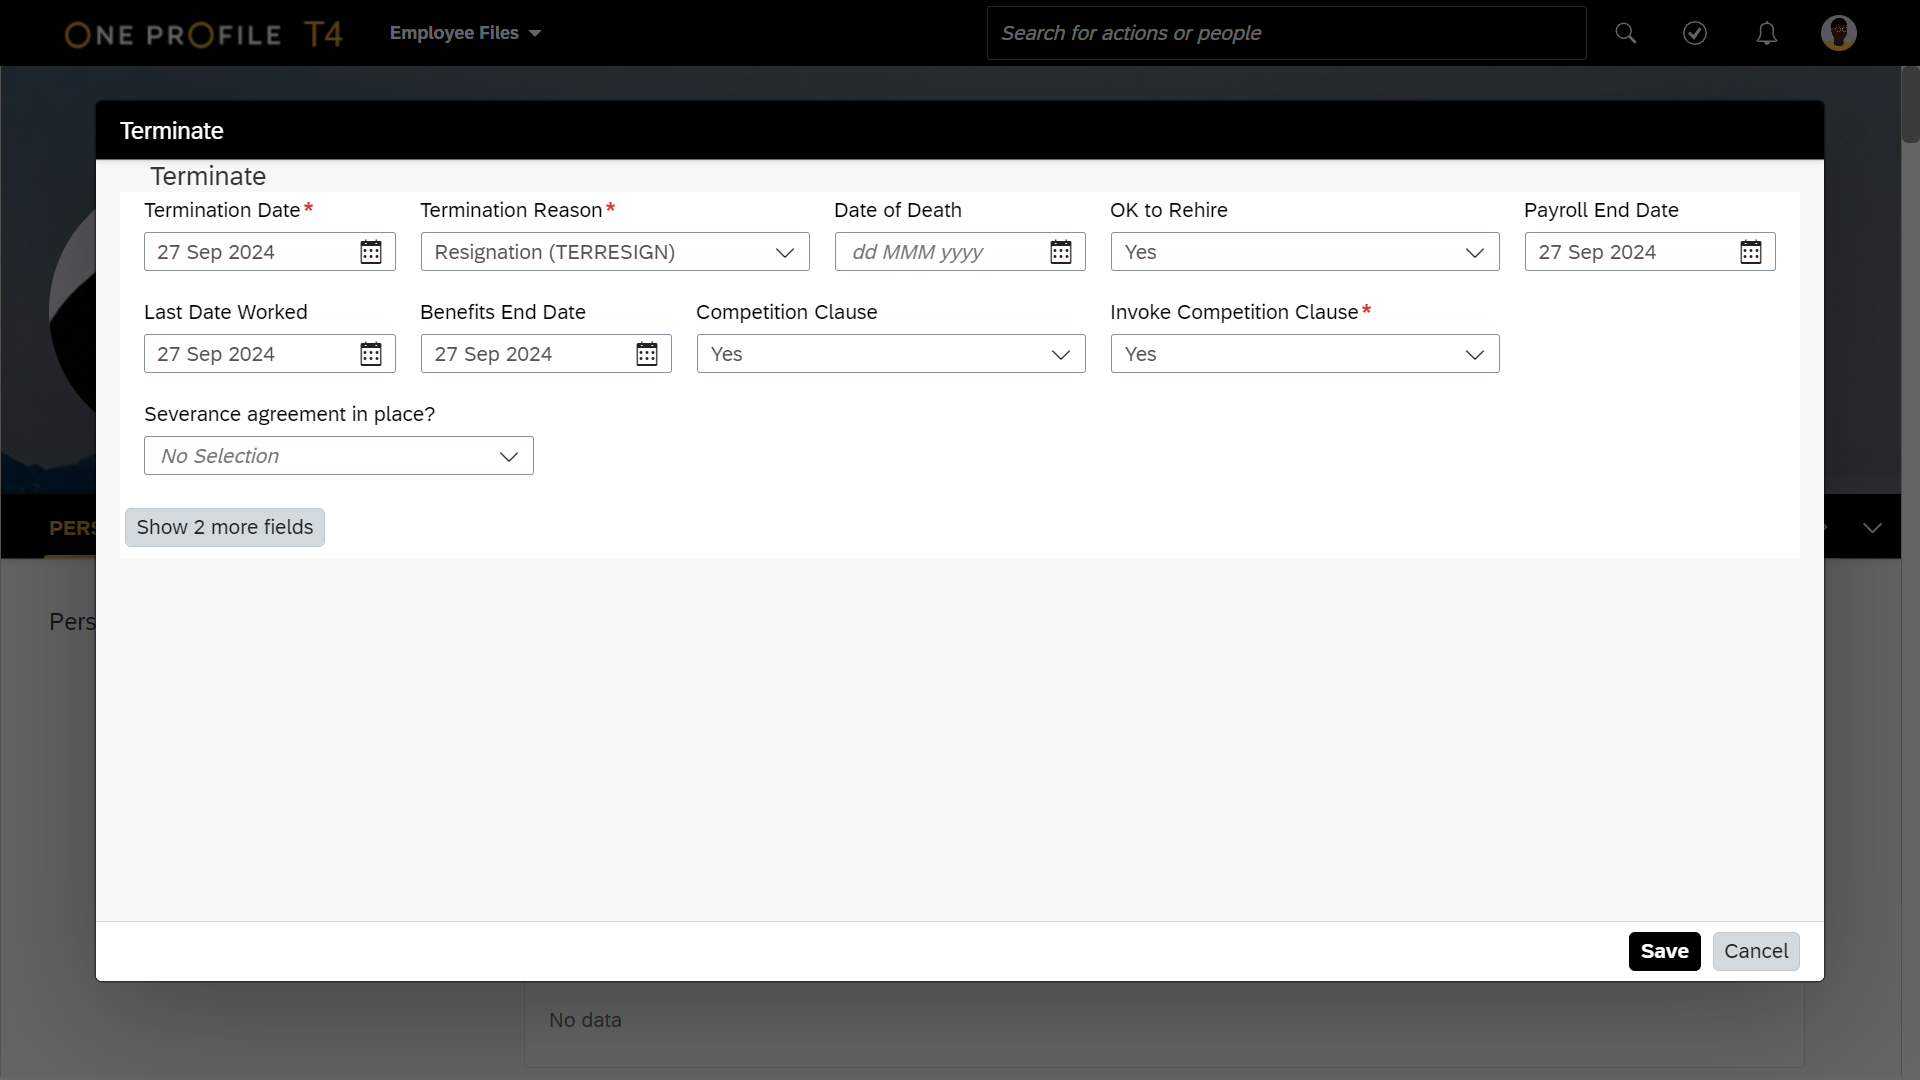 ONE PROFILE T4 Employee Files Search for actions or people
Terminate
Terminate
Termination Date* Termination Reason* Date of Death OK to Rehire Payroll End Date
27 Sep 2024 Resignation (TERRESIGN) dd MMM yyyy Yes 27 Sep 2024
Last Date Worked Benefits End Date Competition Clause Invoke Competition Clause*
27 Sep 2024 27 Sep 2024 Yes Yes
Severance agreement in place?
No Selection
Show 2 more fields
PERS
Pers
Save Cancel
No data